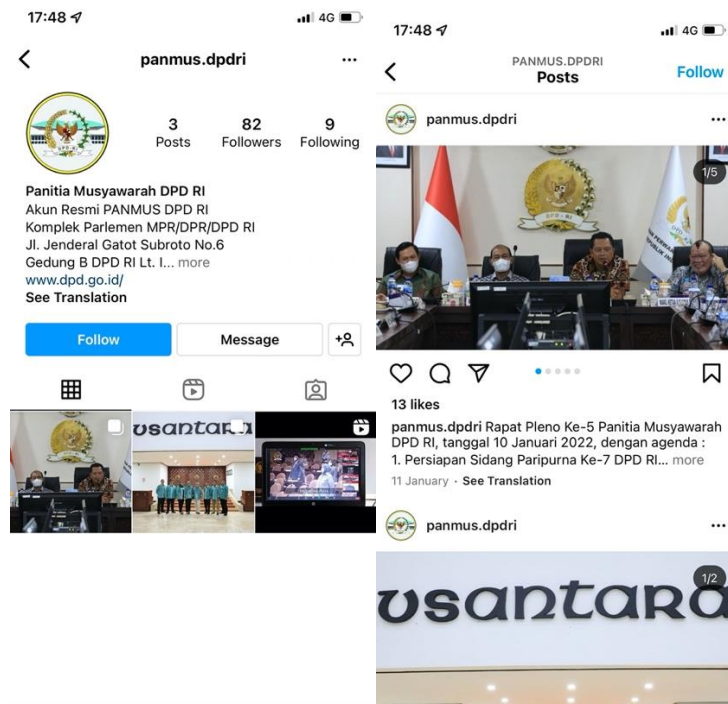 17:48
4G
panmus.dpdri
3
82
9
Posts
Followers
Following
Panitia Musyawarah DPD RI
Akun Resmi PANMUS DPD RI
Komplek Parlemen MPR/DPR/DPD RI
Jl. Jenderal Gatot Subroto No.6
Gedung B DPD RI Lt. I... more
www.dpd.go.id/
See Translation
Follow
Message
usantara
17:48
4G
PANMUS.DPDRI
Posts
Follow
panmus.dpdri
1/5
DPD-RI
13 likes
panmus.dpdri Rapat Pleno Ke-5 Panitia Musyawarah
DPD RI, tanggal 10 Januari 2022, dengan agenda :
1. Persiapan Sidang Paripurna Ke-7 DPD RI... more
11 January · See Translation
panmus.dpdri
1/2
usantara